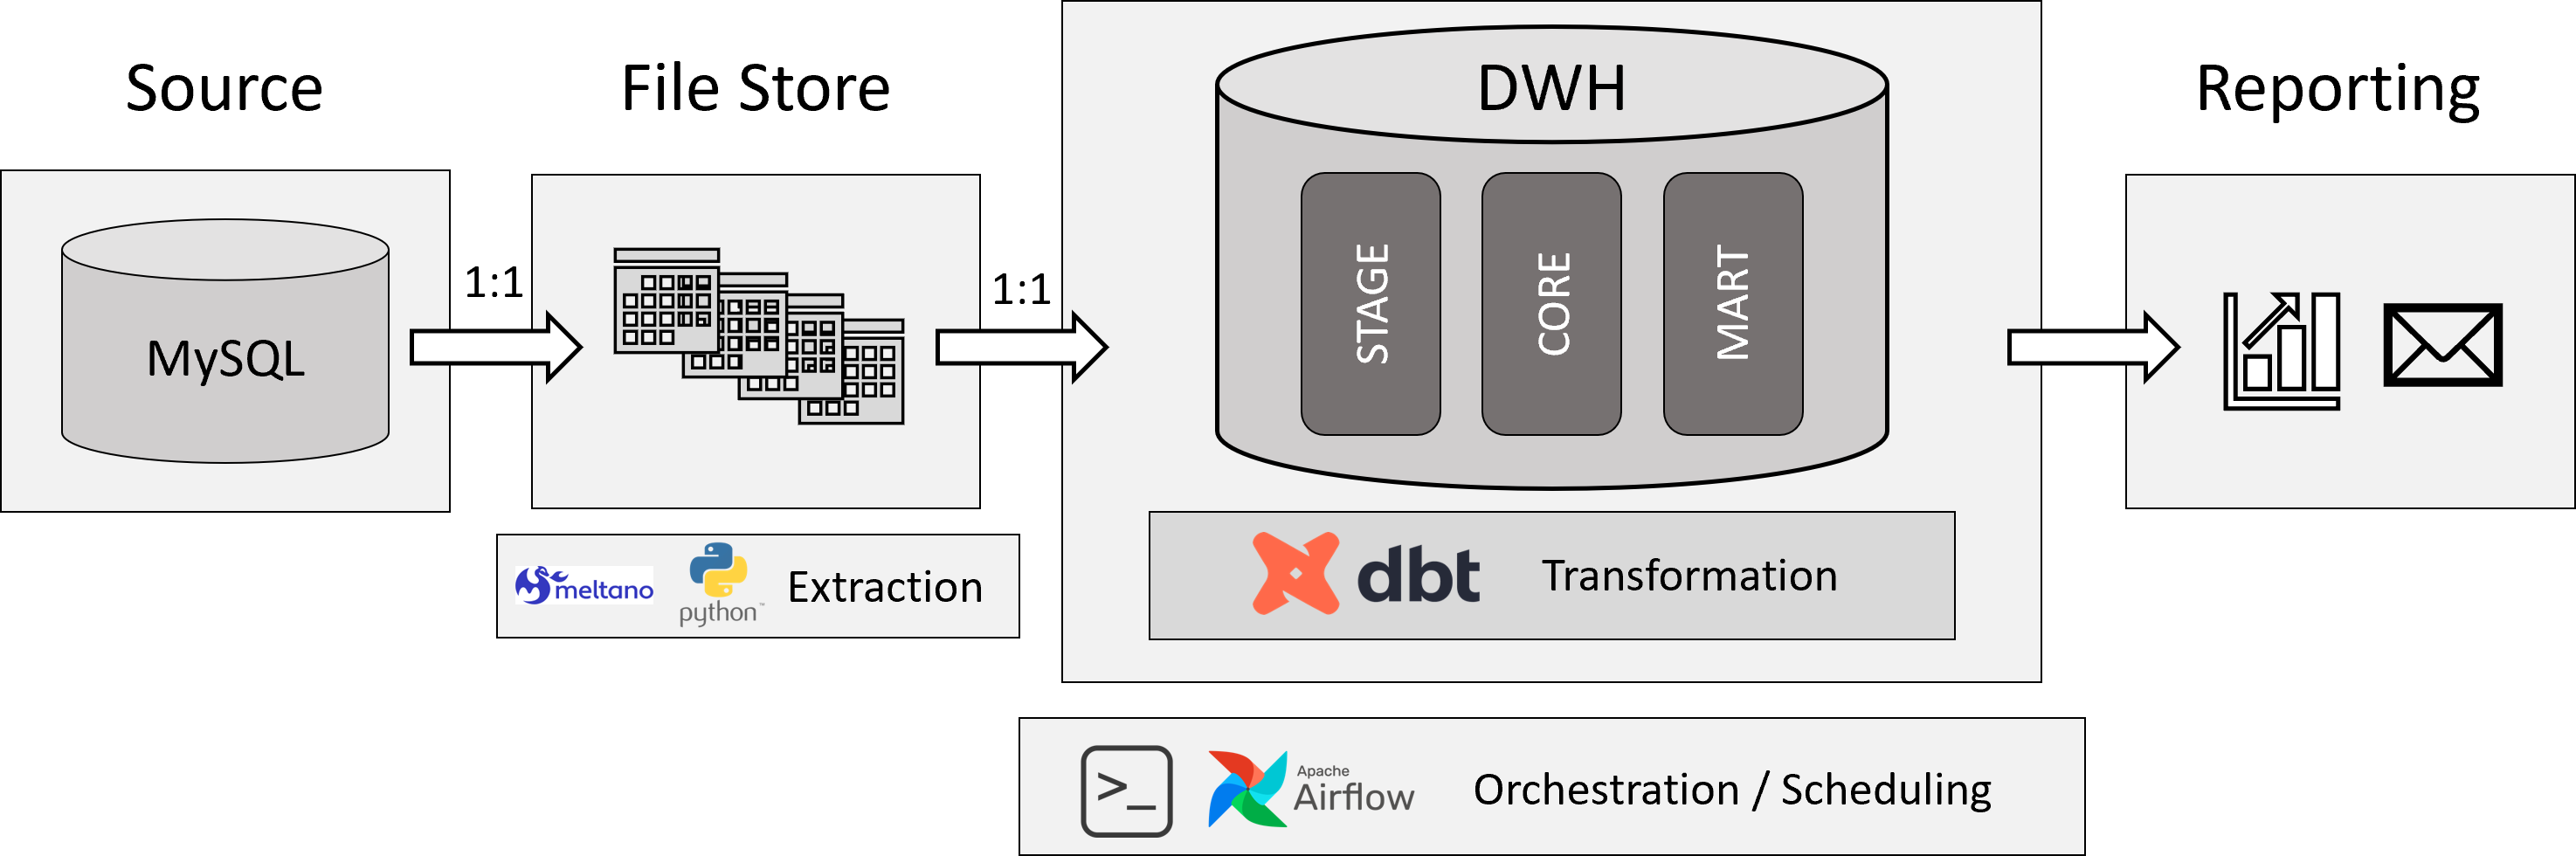 Source
File Store
DWH
Reporting
MySQL
1:1
1:1
STAGE
CORE
MART
meltano
python™
Extraction
dbt
Transformation
>_
Apache
Airflow
Orchestration / Scheduling